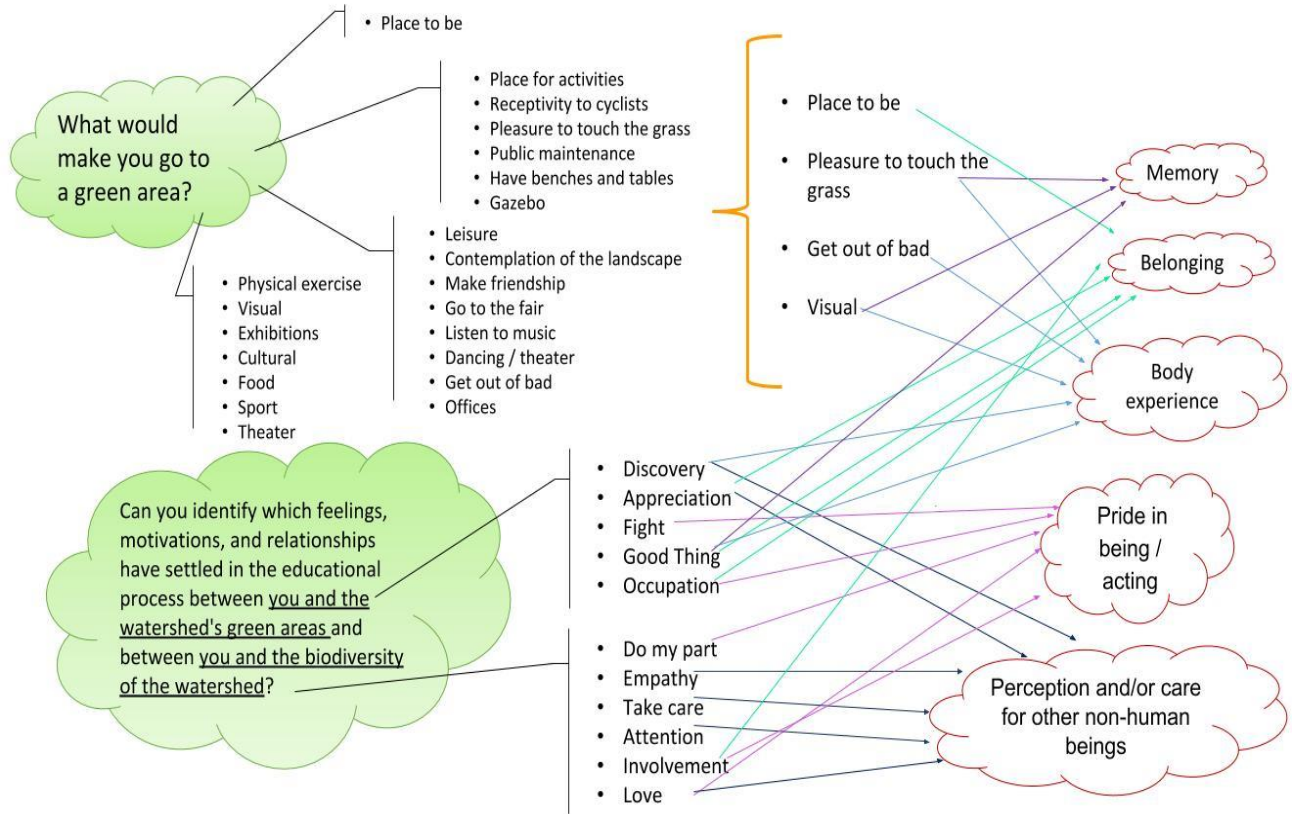 • Place to be
What would
make you go to
a green area?
• Place for activities
• Receptivity to cyclists
• Pleasure to touch the grass
• Public maintenance
• Have benches and tables
• Gazebo
• Leisure
• Contemplation of the landscape
• Make friendship
• Go to the fair
• Listen to music
• Dancing / theater
• Get out of bad
• Offices
• Physical exercise
• Visual
• Exhibitions
• Cultural
• Food
• Sport
• Theater
• Place to be
• Pleasure to touch the
grass
• Get out of bad
• Visual
Memory
Belonging
Body
experience
Can you identify which feelings,
motivations, and relationships
have settled in the educational
process between you and the
watershed's green areas and
between you and the biodiversity
of the watershed?
• Discovery
• Appreciation
• Fight
• Good Thing
• Occupation
• Do my part
• Empathy
• Take care
• Attention
• Involvement
• Love
Pride in
being /
acting
Perception and/or care
for other non-human
beings